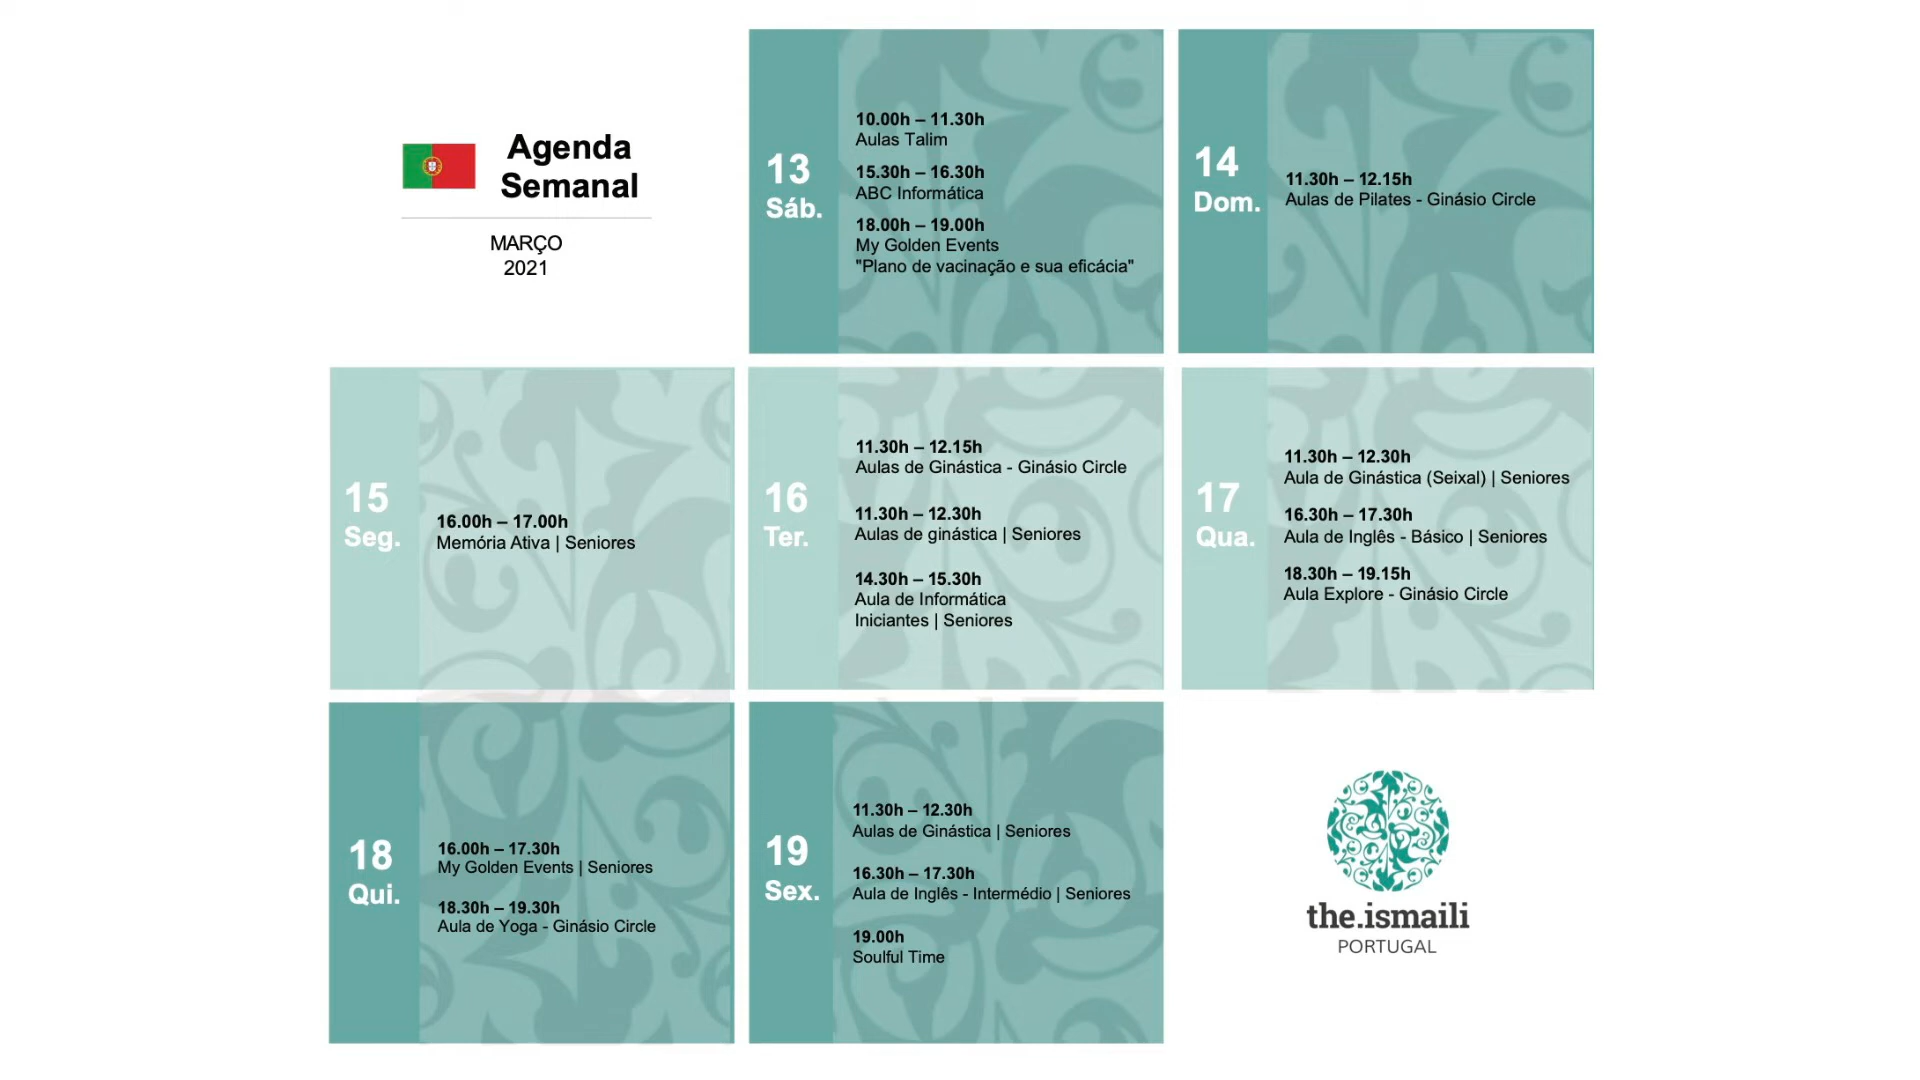 Agenda
Semanal
MARÇO
2021
13
Sáb.
10.00h – 11.30h
Aulas Talim
15.30h – 16.30h
ABC Informática
18.00h – 19.00h
My Golden Events
"Plano de vacinação e sua eficácia"
14
Dom.
11.30h – 12.15h
Aulas de Pilates - Ginásio Circle
15
Seg.
16.00h – 17.00h
Memória Ativa | Seniores
16
Ter.
11.30h – 12.15h
Aulas de Ginástica - Ginásio Circle
11.30h – 12.30h
Aulas de ginástica | Seniores
14.30h – 15.30h
Aula de Informática
Iniciantes | Seniores
17
Qua.
11.30h – 12.30h
Aula de Ginástica (Seixal) | Seniores
16.30h – 17.30h
Aula de Inglês - Básico | Seniores
18.30h – 19.15h
Aula Explore - Ginásio Circle
18
Qui.
16.00h – 17.30h
My Golden Events | Seniores
18.30h – 19.30h
Aula de Yoga - Ginásio Circle
19
Sex.
11.30h – 12.30h
Aulas de Ginástica | Seniores
16.30h – 17.30h
Aula de Inglês - Intermédio | Seniores
19.00h
Soulful Time
the.ismaili
PORTUGAL